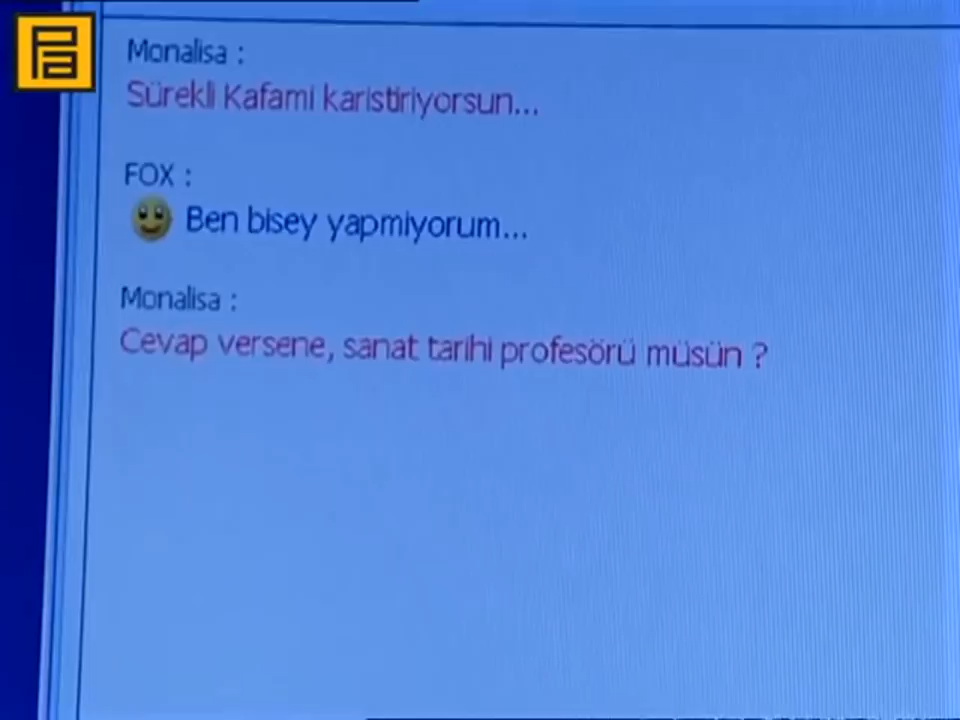 Monalisa :
Sürekli Kafami karistiriyorsun...
FOX :
Ben bisey yapmiyorum...
Monalisa :
Cevap versene, sanat tarihi profesörü müsün ?